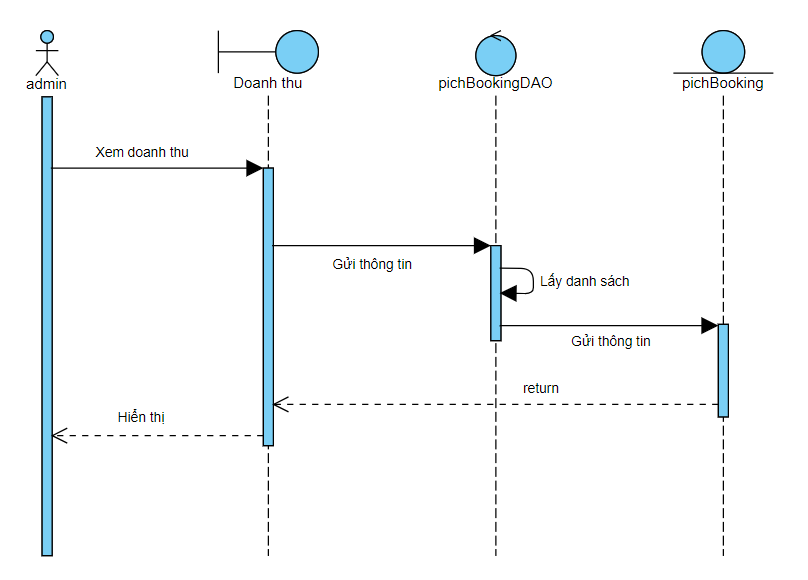 admin
Doanh thu
pichBookingDAO
pichBooking
Xem doanh thu
Gửi thông tin
Lấy danh sách
Gửi thông tin
return
Hiển thị